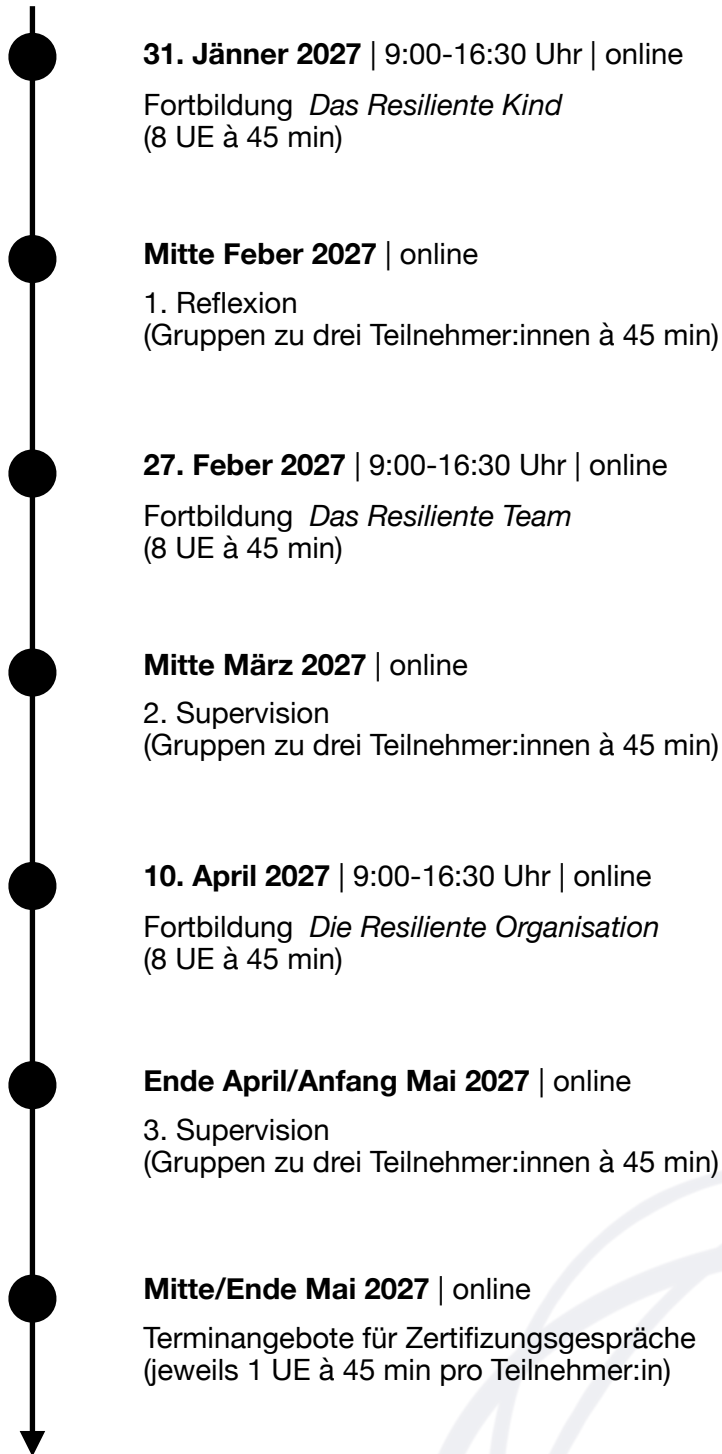 31. Jänner 2027 | 9:00-16:30 Uhr | online
Fortbildung Das Resiliente Kind
(8 UE à 45 min)
Mitte Feber 2027 | online
1. Reflexion
(Gruppen zu drei Teilnehmer:innen à 45 min)
27. Feber 2027 | 9:00-16:30 Uhr | online
Fortbildung Das Resiliente Team
(8 UE à 45 min)
Mitte März 2027 | online
2. Supervision
(Gruppen zu drei Teilnehmer:innen à 45 min)
10. April 2027 | 9:00-16:30 Uhr | online
Fortbildung Die Resiliente Organisation
(8 UE à 45 min)
Ende April/Anfang Mai 2027 | online
3. Supervision
(Gruppen zu drei Teilnehmer:innen à 45 min)
Mitte/Ende Mai 2027 | online
Terminangebote für Zertifizungsgespräche
(jeweils 1 UE à 45 min pro Teilnehmer:in)